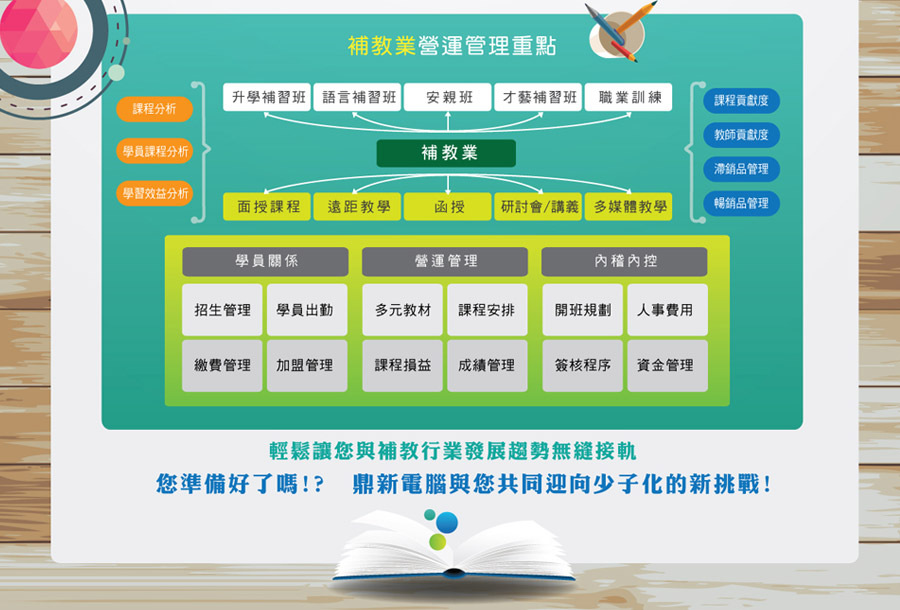 補教業營運管理重點
升學補習班 語言補習班 安親班 才藝補習班 職業訓練
課程分析
學員課程分析
學習效益分析
補教業
課程貢獻度
教師貢獻度
滯銷品管理
暢銷品管理
面授課程 遠距教學 函授 研討會/講義 多媒體教學
學員關係 營運管理 內稽內控
招生管理 學員出勤 多元教材 課程安排 開班規劃 人事費用
繳費管理 加盟管理 課程損益 成績管理 簽核程序 資金管理
輕鬆讓您與補教行業發展趨勢無縫接軌
您準備好了嗎!? 鼎新電腦與您共同迎向少子化的新挑戰!